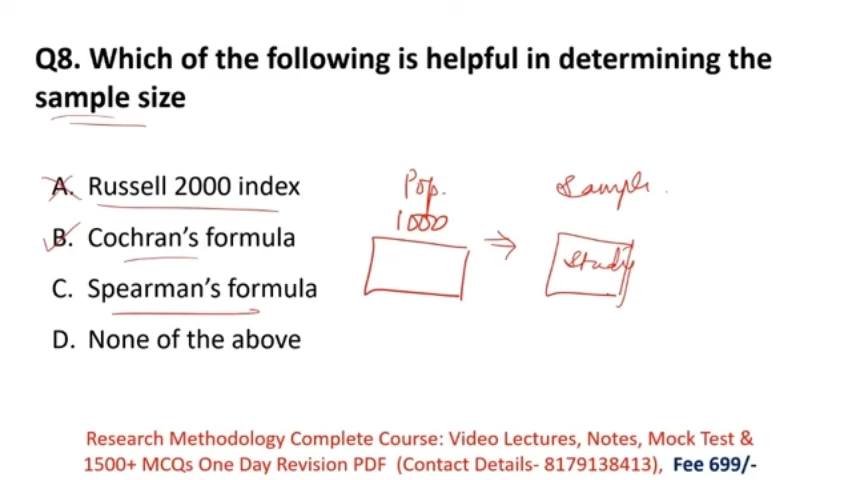 Q8. Which of the following is helpful in determining the
sample size
A. Russell 2000 index
B. Cochran's formula
C. Spearman's formula
D. None of the above
Pop.
1000
Sample
Study
Research Methodology Complete Course: Video Lectures, Notes, Mock Test &
1500+ MCQs One Day Revision PDF (Contact Details- 8179138413), Fee 699/-